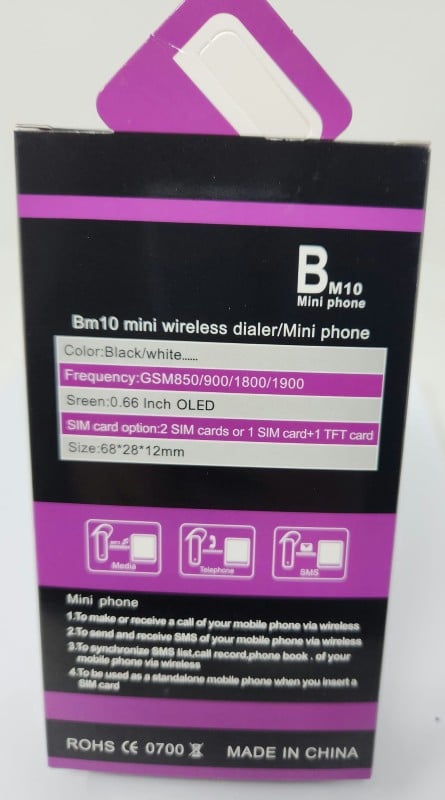 BM10
Mini phone
Bm10 mini wireless dialer/Mini phone
Color:Black/white......
Frequency:GSM850/900/1800/1900
Sreen:0.66 Inch OLED
SIM card option:2 SIM cards or 1 SIM card+1 TFT card
Size:68*28*12mm
Media
Telephone
SMS
Mini phone
1.To make or receive a call of your mobile phone via wireless
2.To send and receive SMS of your mobile phone via wireless
3.To synchronize SMS list,call record,phone book . of your
mobile phone via wireless
4.To be used as a standalone mobile phone when you insert a
SIM card
ROHS CE 0700 MADE IN CHINA